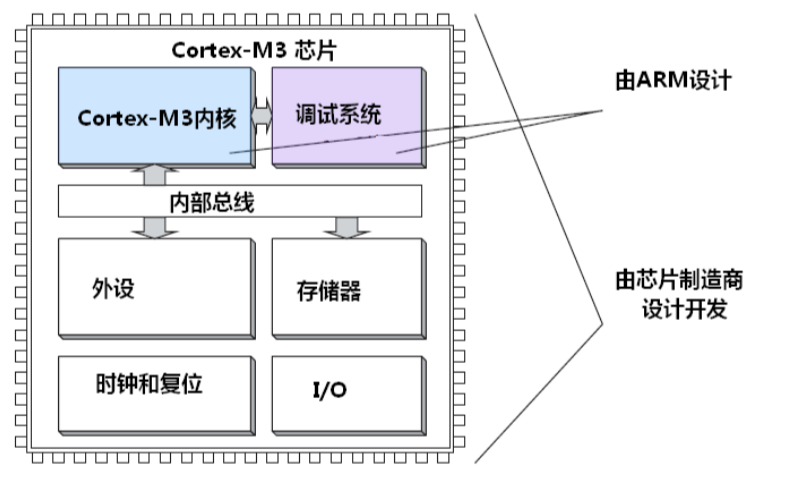 Cortex-M3 芯片
Cortex-M3内核
调试系统
由ARM设计
内部总线
外设
存储器
由芯片制造商
设计开发
时钟和复位
I/O